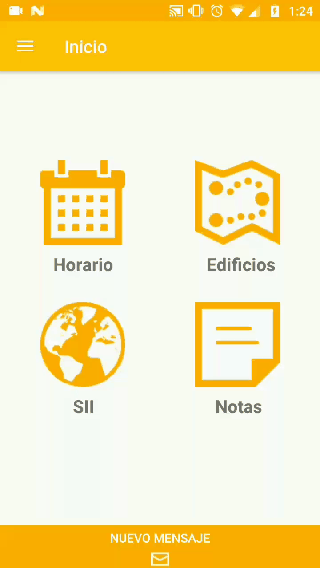 1:24
Inicio
Horario
Edificios
SII
Notas
NUEVO MENSAJE